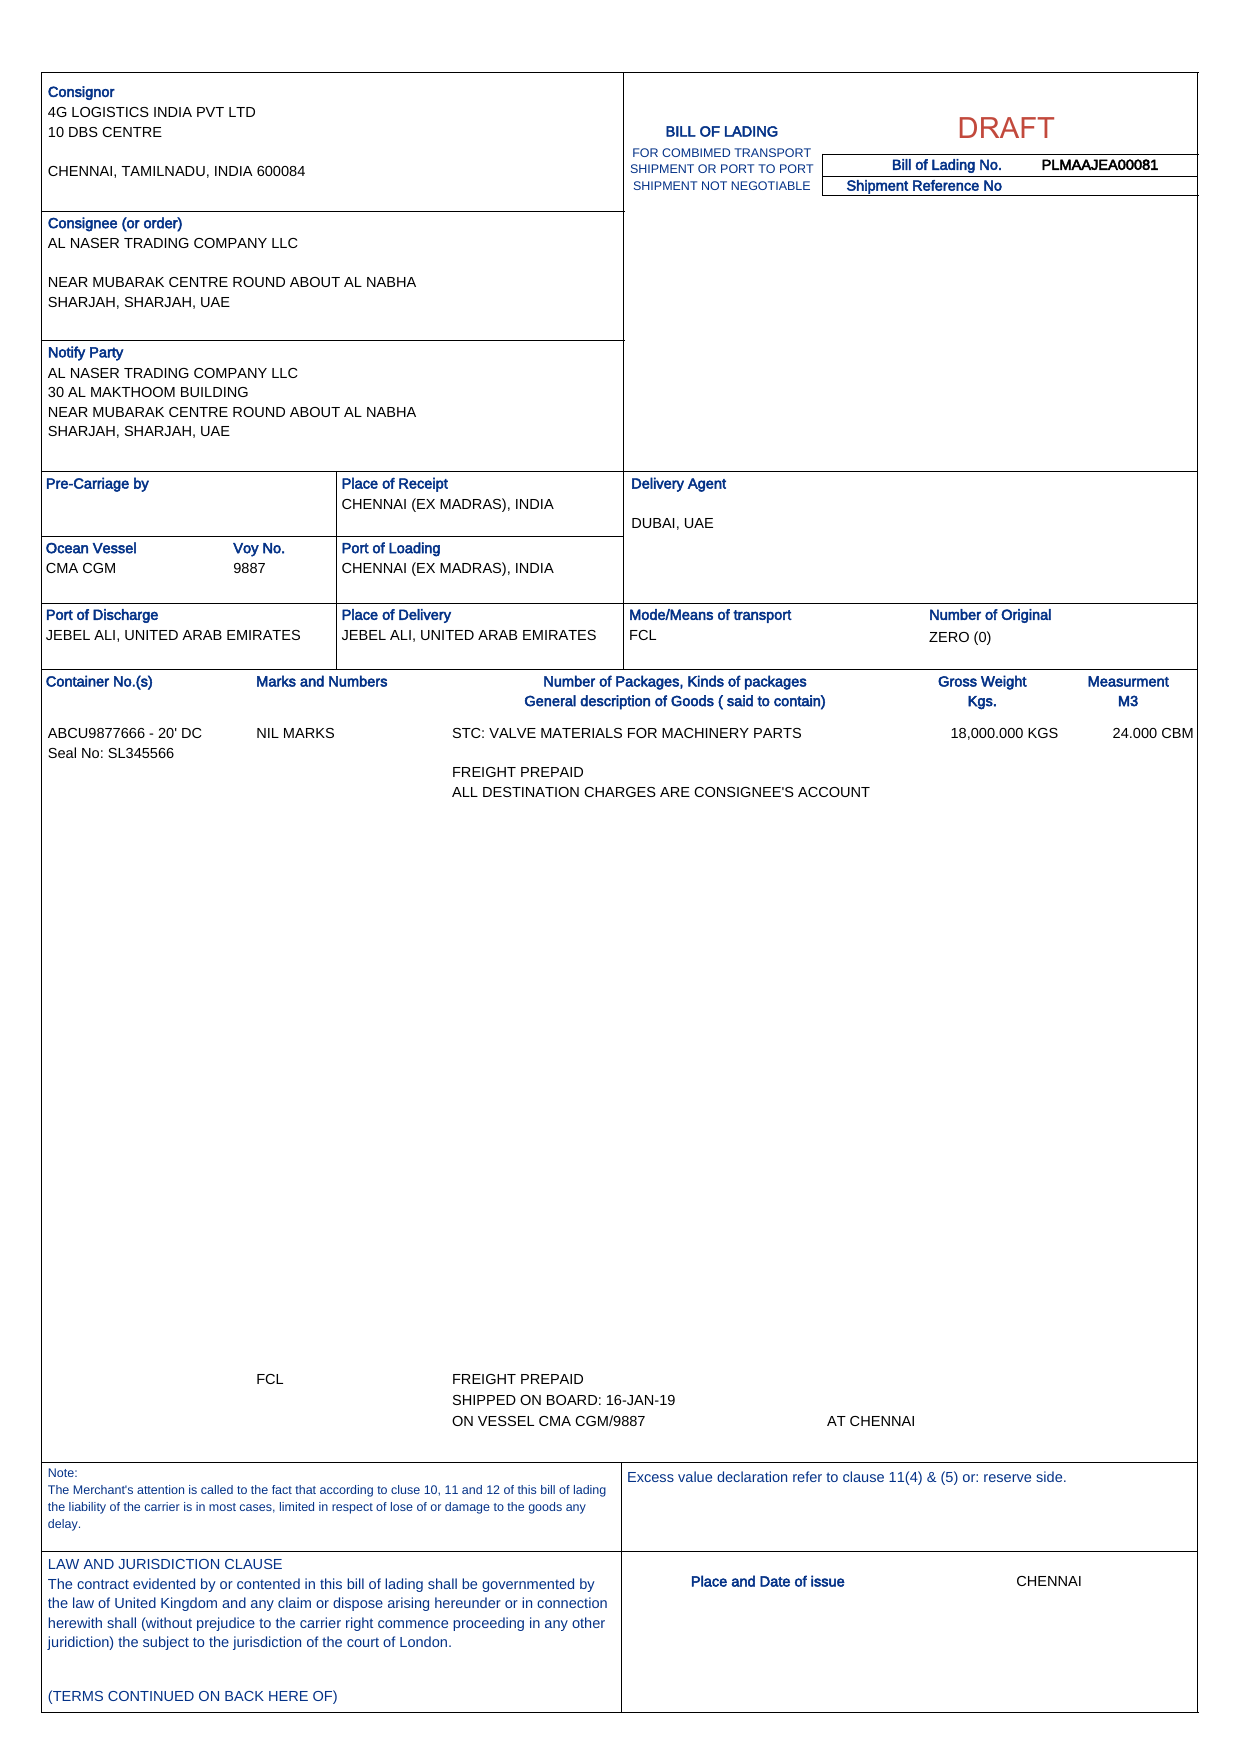 Consignor
4G LOGISTICS INDIA PVT LTD
10 DBS CENTRE
CHENNAI, TAMILNADU, INDIA 600084
BILL OF LADING
FOR COMBIMED TRANSPORT
SHIPMENT OR PORT TO PORT
SHIPMENT NOT NEGOTIABLE
DRAFT
Bill of Lading No. PLMAAJEA00081
Shipment Reference No
Consignee (or order)
AL NASER TRADING COMPANY LLC
NEAR MUBARAK CENTRE ROUND ABOUT AL NABHA
SHARJAH, SHARJAH, UAE
Notify Party
AL NASER TRADING COMPANY LLC
30 AL MAKTHOOM BUILDING
NEAR MUBARAK CENTRE ROUND ABOUT AL NABHA
SHARJAH, SHARJAH, UAE
Pre-Carriage by
Place of Receipt
CHENNAI (EX MADRAS), INDIA
Delivery Agent
DUBAI, UAE
Ocean Vessel Voy No.
CMA CGM 9887
Port of Loading
CHENNAI (EX MADRAS), INDIA
Port of Discharge
JEBEL ALI, UNITED ARAB EMIRATES
Place of Delivery
JEBEL ALI, UNITED ARAB EMIRATES
Mode/Means of transport
FCL
Number of Original
ZERO (0)
Container No.(s) Marks and Numbers Number of Packages, Kinds of packages Gross Weight Measurment
General description of Goods ( said to contain) Kgs. M3
ABCU9877666 - 20' DC NIL MARKS STC: VALVE MATERIALS FOR MACHINERY PARTS 18,000.000 KGS 24.000 CBM
Seal No: SL345566
FREIGHT PREPAID
ALL DESTINATION CHARGES ARE CONSIGNEE'S ACCOUNT
FCL FREIGHT PREPAID
SHIPPED ON BOARD: 16-JAN-19
ON VESSEL CMA CGM/9887 AT CHENNAI
Note:
The Merchant's attention is called to the fact that according to cluse 10, 11 and 12 of this bill of lading
the liability of the carrier is in most cases, limited in respect of lose of or damage to the goods any
delay.
Excess value declaration refer to clause 11(4) & (5) or: reserve side.
LAW AND JURISDICTION CLAUSE
The contract evidented by or contented in this bill of lading shall be governmented by
the law of United Kingdom and any claim or dispose arising hereunder or in connection
herewith shall (without prejudice to the carrier right commence proceeding in any other
juridiction) the subject to the jurisdiction of the court of London.
(TERMS CONTINUED ON BACK HERE OF)
Place and Date of issue CHENNAI